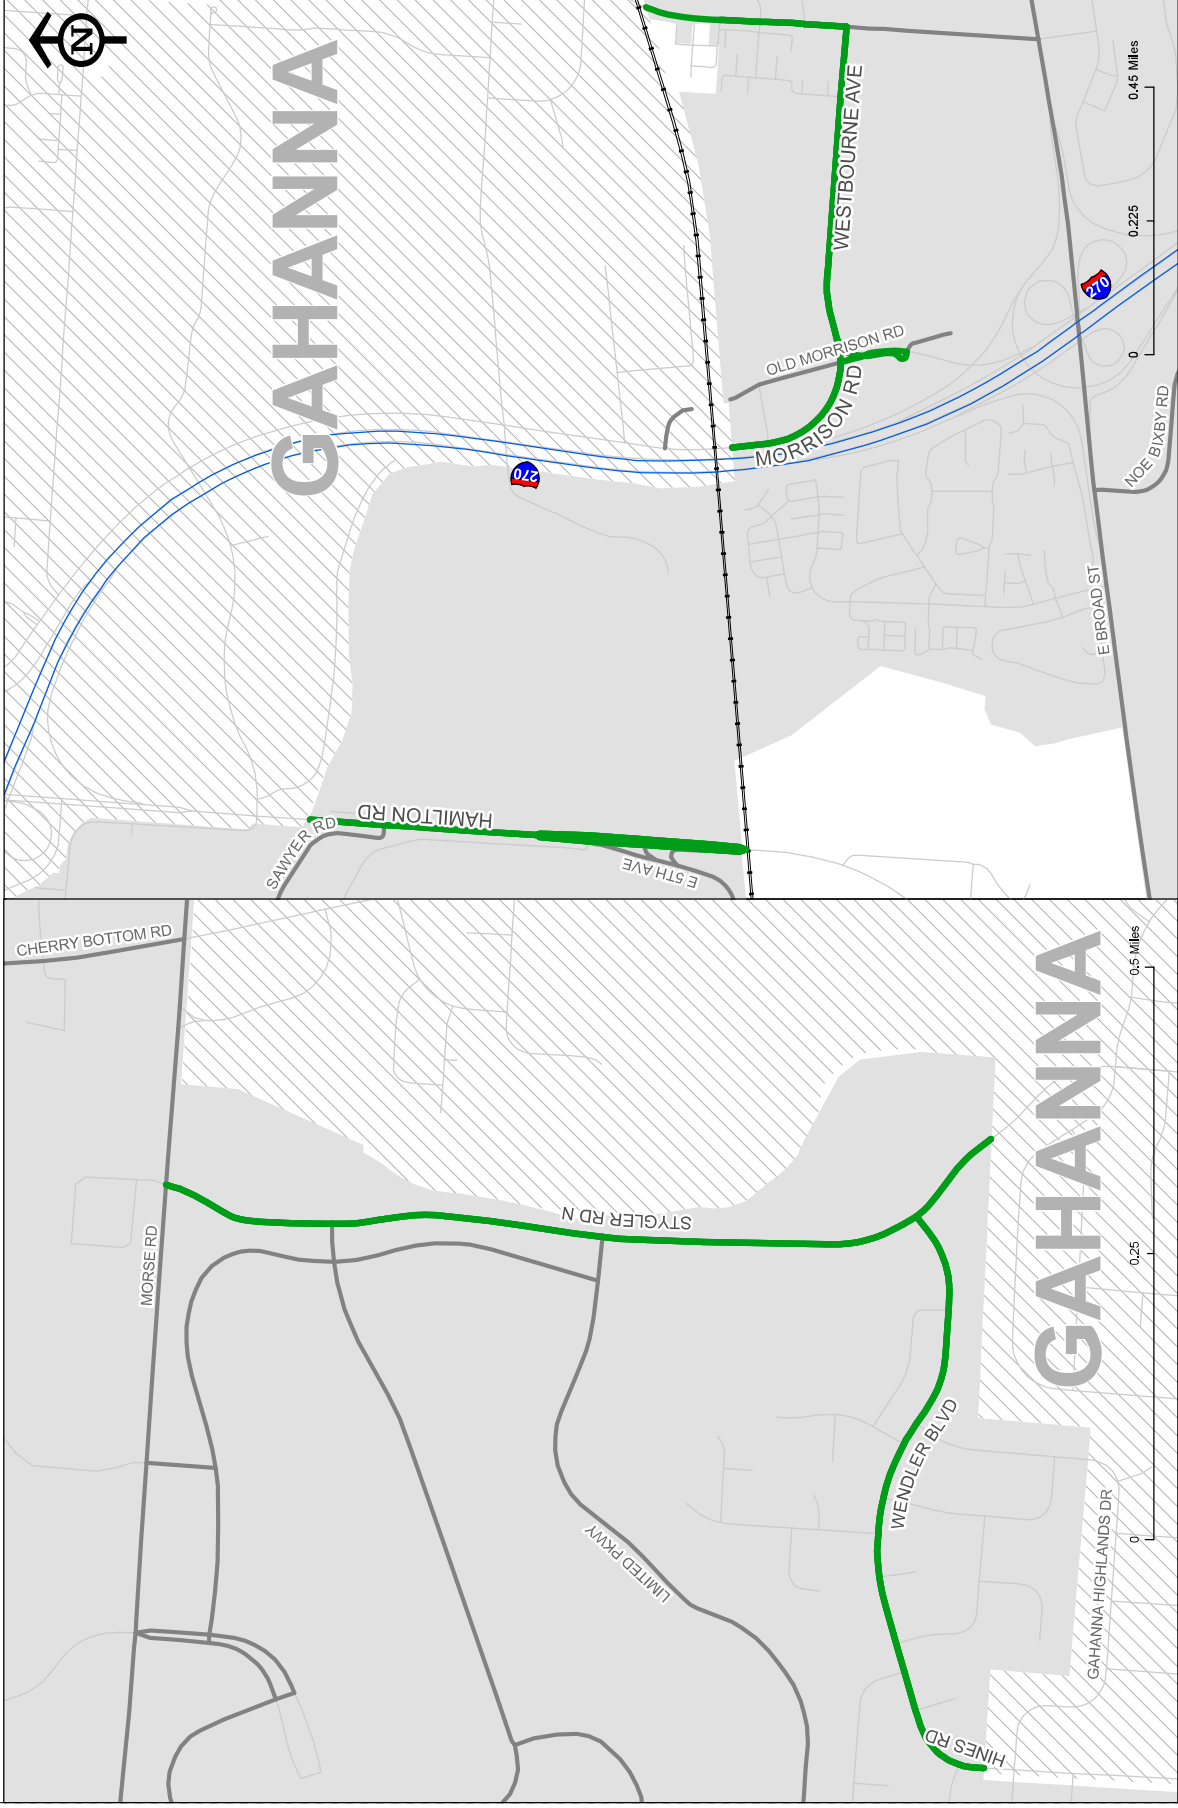 N
GAHANNA
WESTBOURNE AVE
0.45 Miles
0.225
0
OLD MORRISON RD
MORRISON RD
270
270
NOE BIXBY RD
E BROAD ST
HAMILTON RD
SAWYER RD
E 5TH AVE
CHERRY BOTTOM RD
0.5 Miles
0.25
0
GAHANNA
MORSE RD
STYGLER RD N
WENDLER BLVD
LIMITED PKWY
GAHANNA HIGHLANDS DR
HINES RD